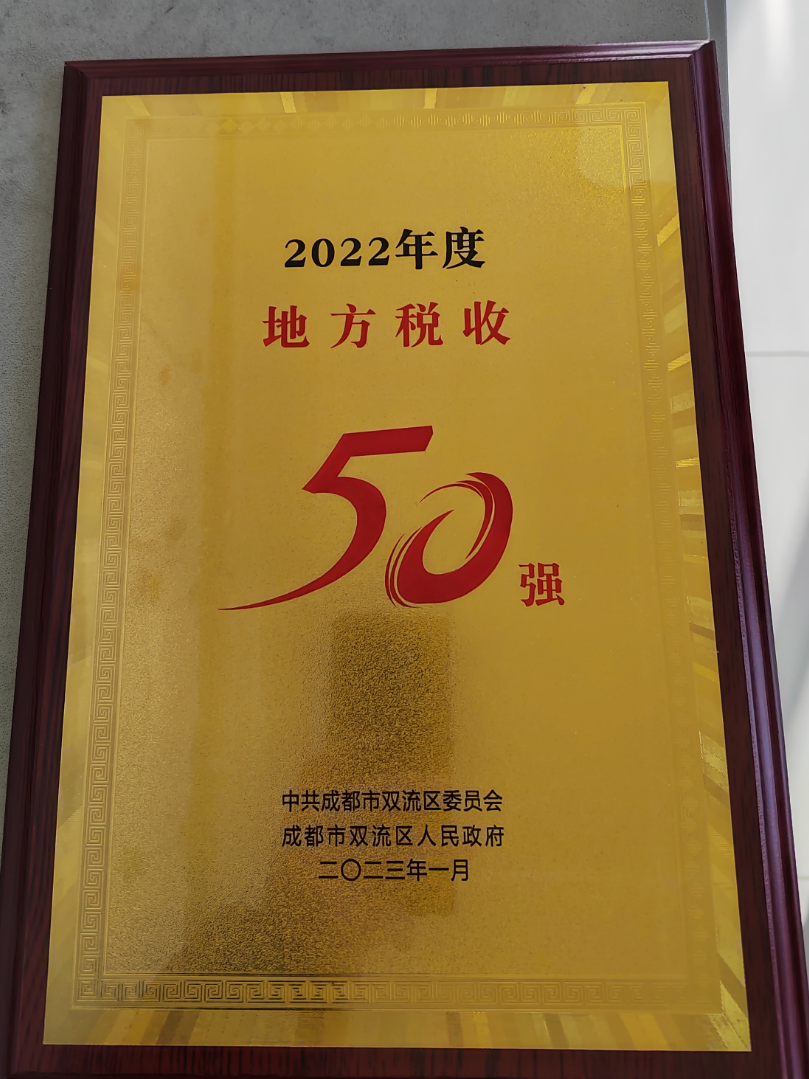 2022年度
地方税收
50强
中共成都市双流区委员会
成都市双流区人民政府
二〇二三年一月